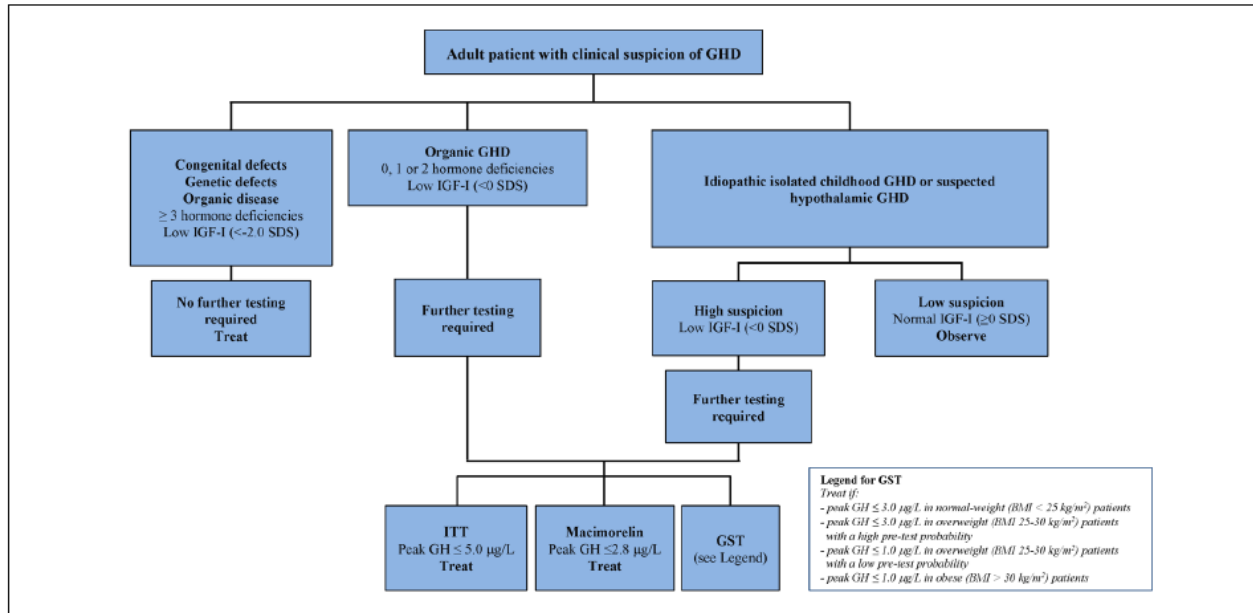 Adult patient with clinical suspicion of GHD
Congenital defects
Genetic defects
Organic disease
≥ 3 hormone deficiencies
Low IGF-I (<-2.0 SDS)
Organic GHD
0, 1 or 2 hormone deficiencies
Low IGF-I (<0 SDS)
Idiopathic isolated childhood GHD or suspected
hypothalamic GHD
No further testing
required
Treat
Further testing
required
High suspicion
Low IGF-I (<0 SDS)
Low suspicion
Normal IGF-I (≥0 SDS)
Observe
Further testing
required
ITT
Peak GH ≤ 5.0 µg/L
Treat
Macimorelin
Peak GH ≤2.8 µg/L
Treat
GST
(see Legend)
Legend for GST
Treat if:
- peak GH ≤ 3.0 µg/L in normal-weight (BMI < 25 kg/m²) patients
- peak GH ≤ 3.0 µg/L in overweight (BMI 25-30 kg/m²) patients
with a high pre-test probability
- peak GH ≤ 1.0 µg/L in overweight (BMI 25-30 kg/m²) patients
with a low pre-test probability
- peak GH ≤ 1.0 µg/L in obese (BMI > 30 kg/m²) patients